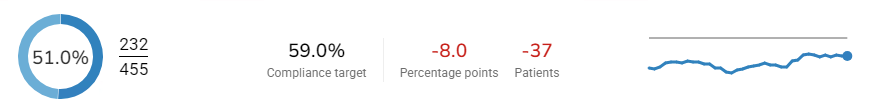 51.0%
232
455
59.0%
Compliance target
-8.0
Percentage points
-37
Patients